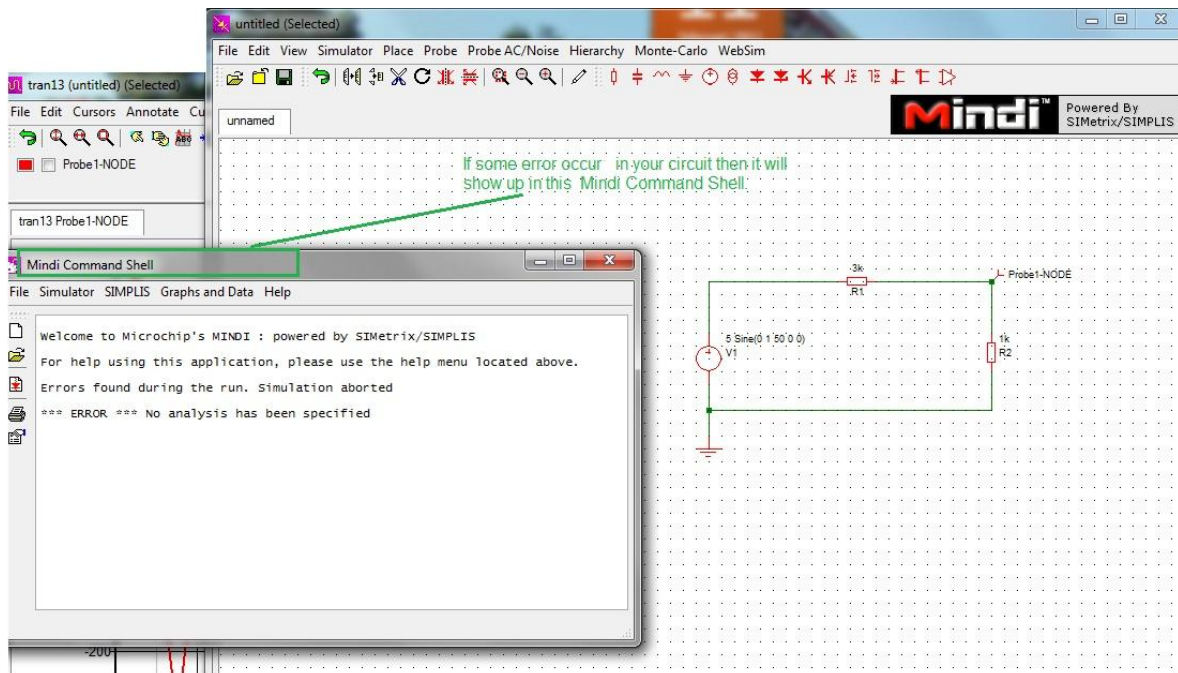 untitled (Selected)
File Edit View Simulator Place Probe Probe AC/Noise Hierarchy Monte-Carlo WebSim
unnamed
Mindi™
Powered By
SIMetrix/SIMPLIS
tran13 (untitled) (Selected)
File Edit Cursors Annotate Cu
ABC
Probe1-NODE
tran13 Probe1-NODE
If some error occur in your circuit then it will
show up in this Mindi Command Shell.
Mindi Command Shell
File Simulator SIMPLIS Graphs and Data Help
Welcome to Microchip's MINDI : powered by SIMetrix/SIMPLIS
For help using this application, please use the help menu located above.
Errors found during the run. Simulation aborted
*** ERROR *** No analysis has been specified
3k
R1
Probe1-NODE
5 Sine(0 1 50 0 0)
V1
1k
R2
-200